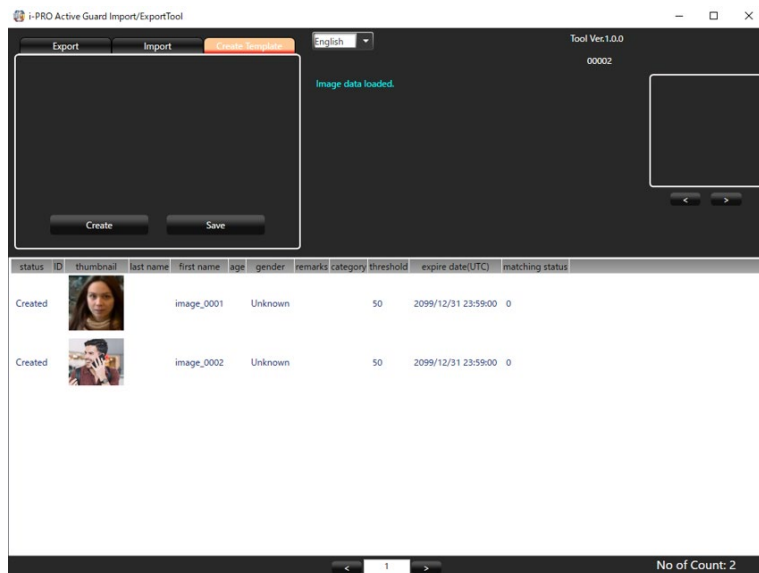 i-PRO Active Guard Import/ExportTool
Export Import Create Template English Tool Ver.1.0.0
00002
Image data loaded.
< >
Create Save
status ID thumbnail last name first name age gender remarks category threshold expire date(UTC) matching status
Created image_0001 Unknown 50 2099/12/31 23:59:00 0
Created image_0002 Unknown 50 2099/12/31 23:59:00 0
< 1 > No of Count: 2